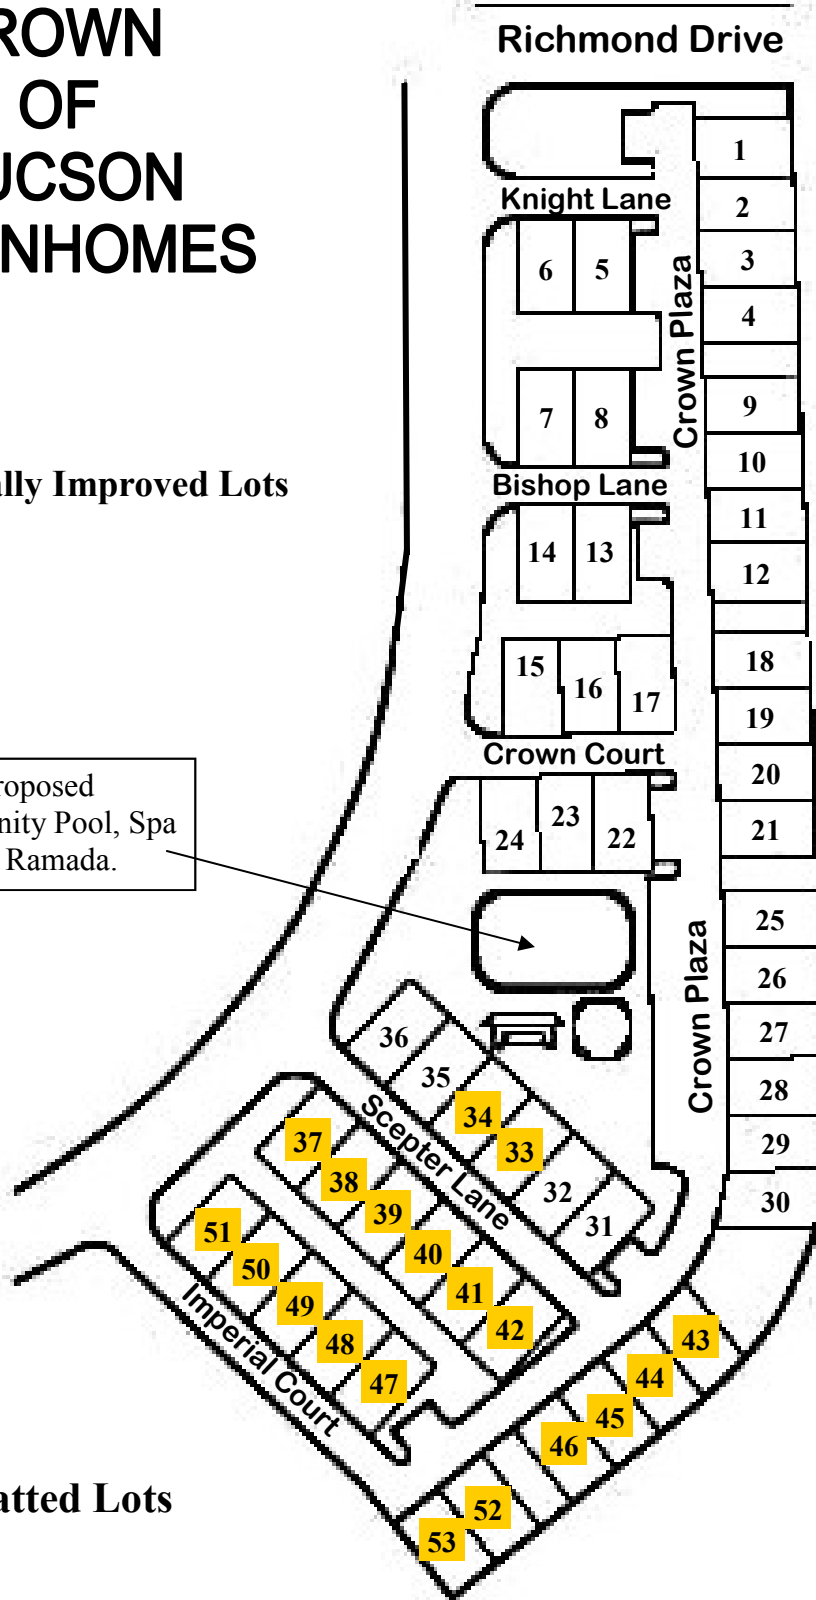 ROWN
OF
UCSON
NHOMES
Richmond Drive
1
Knight Lane
2
3
4
6 5
Crown Plaza
7 8
9
10
ally Improved Lots
Bishop Lane
11
12
14 13
15
16
17
18
19
Crown Court
20
21
roposed
nity Pool, Spa
Ramada.
24
23
22
25
26
27
28
29
30
Crown Plaza
36
35
34
33
32
31
Scepter Lane
37
38
39
40
41
42
51
50
49
48
47
Imperial Court
43
44
45
46
52
53
atted Lots